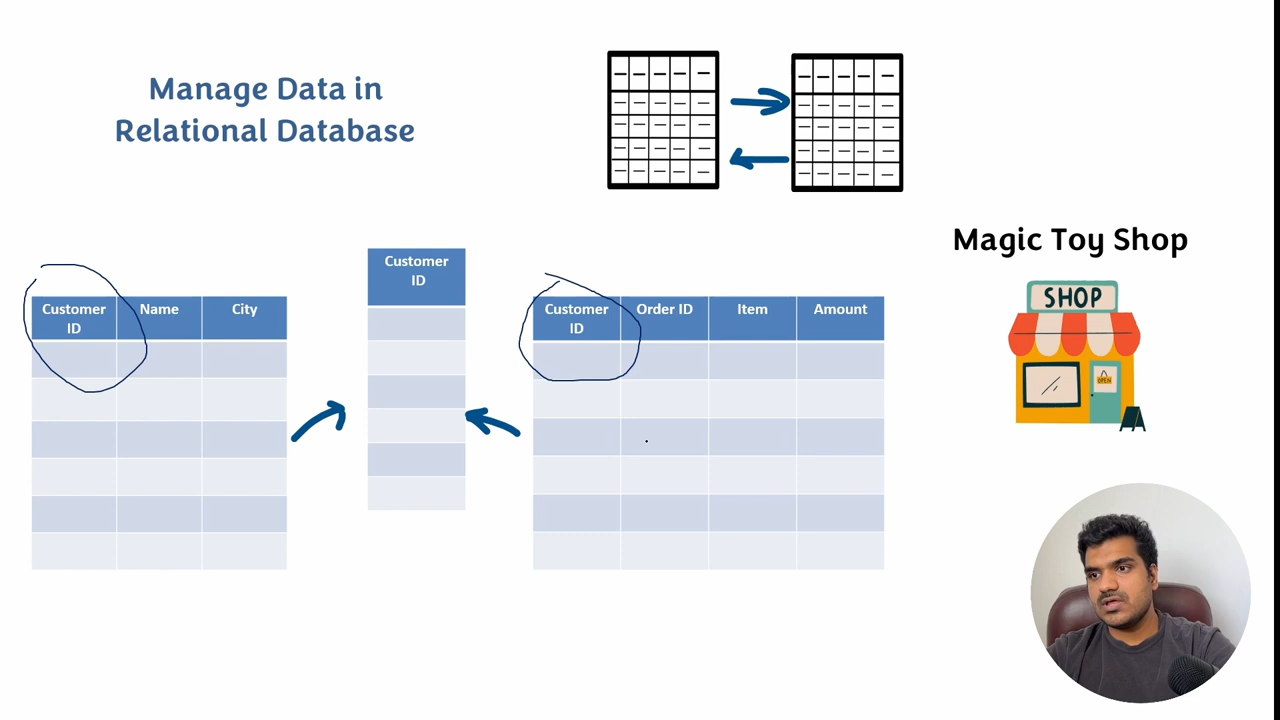 Manage Data in
Relational Database
Magic Toy Shop
SHOP
OPEN
Customer
ID
Name
City
Customer
ID
Customer
ID
Order ID
Item
Amount